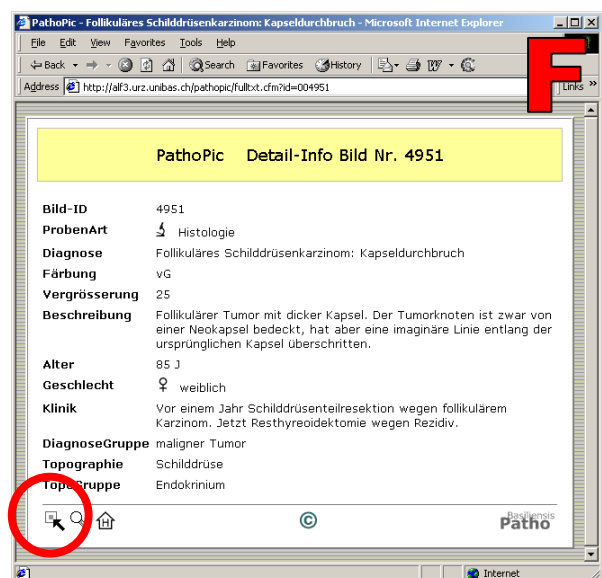 PathoPic - Follikuläres Schilddrüsenkarzinom: Kapseldurchbruch - Microsoft Internet Explorer
File Edit View Favorites Tools Help
Back Search Favorites History
Address http://alf3.urz.unibas.ch/pathopic/fulltxt.cfm?id=004951 Links »
F
PathoPic Detail-Info Bild Nr. 4951
Bild-ID 4951
ProbenArt Histologie
Diagnose Follikuläres Schilddrüsenkarzinom: Kapseldurchbruch
Färbung vG
Vergrösserung 25
Beschreibung Follikulärer Tumor mit dicker Kapsel. Der Tumorknoten ist zwar von
einer Neokapsel bedeckt, hat aber eine imaginäre Linie entlang der
ursprünglichen Kapsel überschritten.
Alter 85 J
Geschlecht ♀ weiblich
Klinik Vor einem Jahr Schilddrüsenteilresektion wegen follikulärem
Karzinom. Jetzt Resthyreoidektomie wegen Rezidiv.
DiagnoseGruppe maligner Tumor
Topographie Schilddrüse
TopoGruppe Endokrinium
H © Basiliensis
Patho
Internet